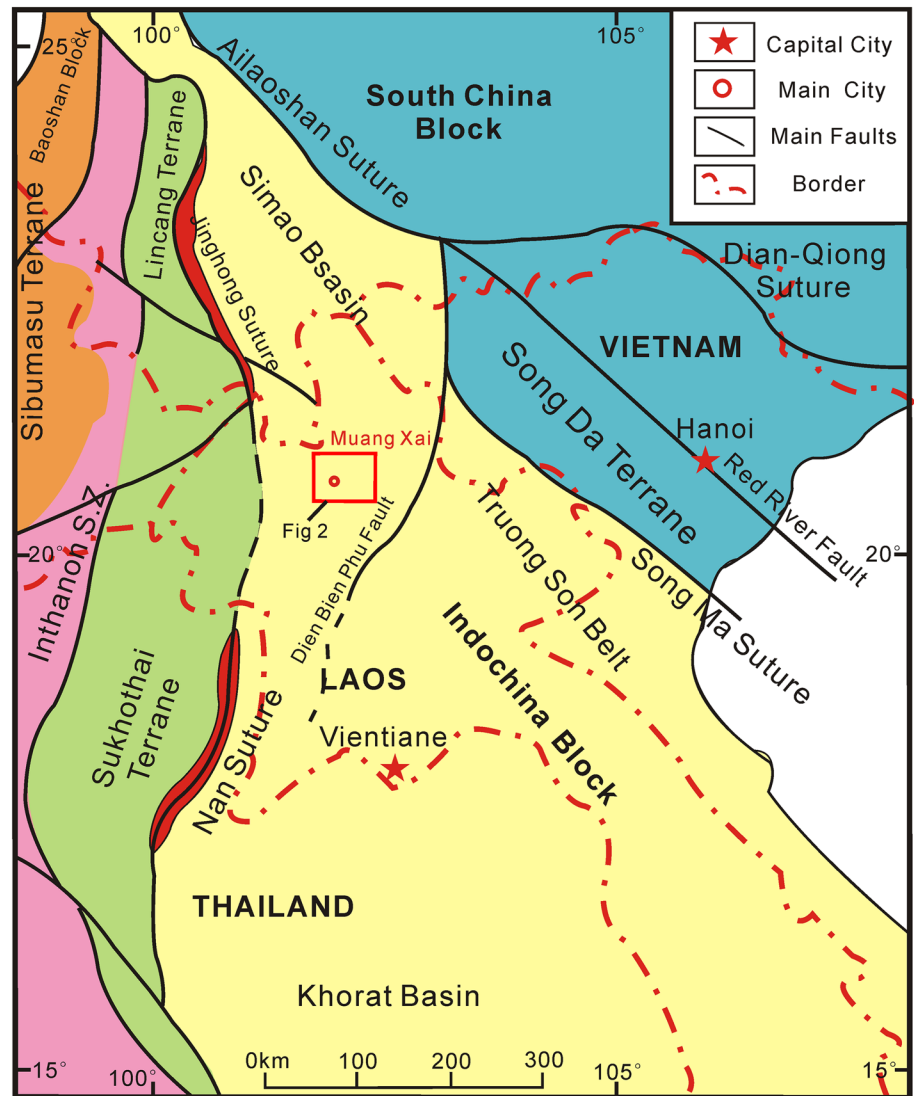 100°
105°
25°
Capital City
Main City
Main Faults
Border
Baoshan Block
Ailaoshan Suture
South China
Block
Lincang Terrane
Simao Bsasin
Jinghong Suture
Sibumasu Terrane
Dian-Qiong
Suture
VIETNAM
Song Da Terrane
Hanoi
Red River Fault
Muang Xai
Fig 2
Dien Bien Phu Fault
Truong Son Belt
Song Ma Suture
20°
20°
Inthanon S.Z.
Indochina Block
Sukhothai
Terrane
LAOS
Vientiane
Nan Suture
THAILAND
Khorat Basin
0km
100
200
300
15°
100°
105°
15°